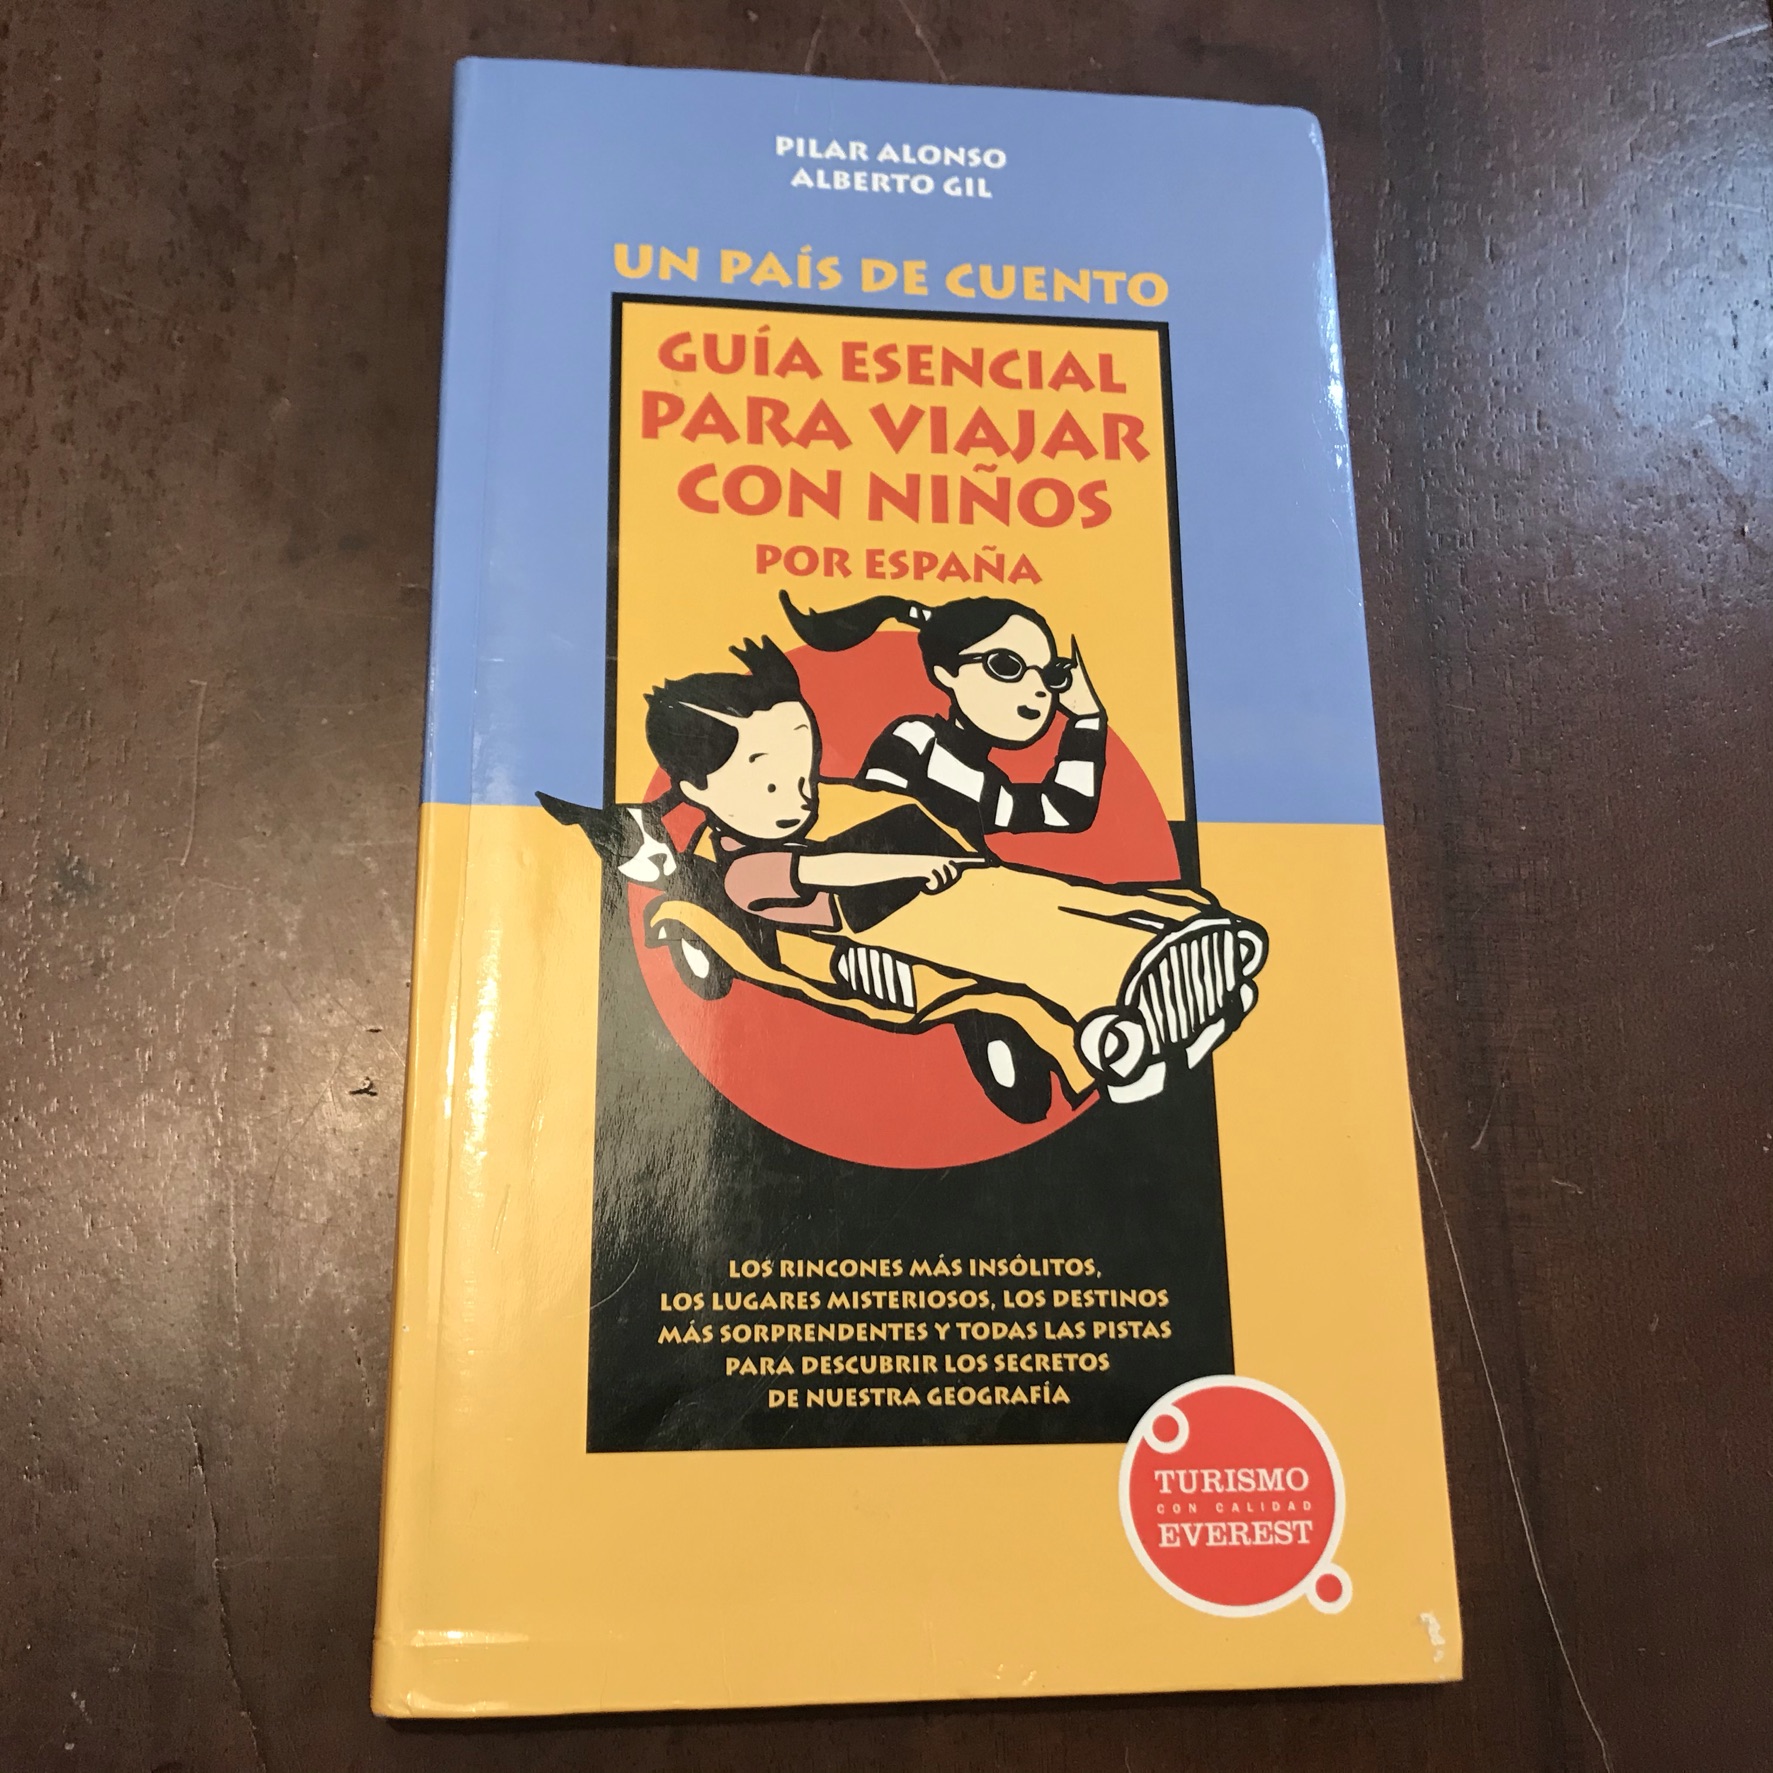 PILAR ALONSO
ALBERTO GIL
UN PAÍS DE CUENTO
GUÍA ESENCIAL
PARA VIAJAR
CON NIÑOS
POR ESPAÑA
LOS RINCONES MÁS INSÓLITOS,
LOS LUGARES MISTERIOSOS, LOS DESTINOS
MÁS SORPRENDENTES Y TODAS LAS PISTAS
PARA DESCUBRIR LOS SECRETOS
DE NUESTRA GEOGRAFÍA
TURISMO
CON CALIDAD
EVEREST